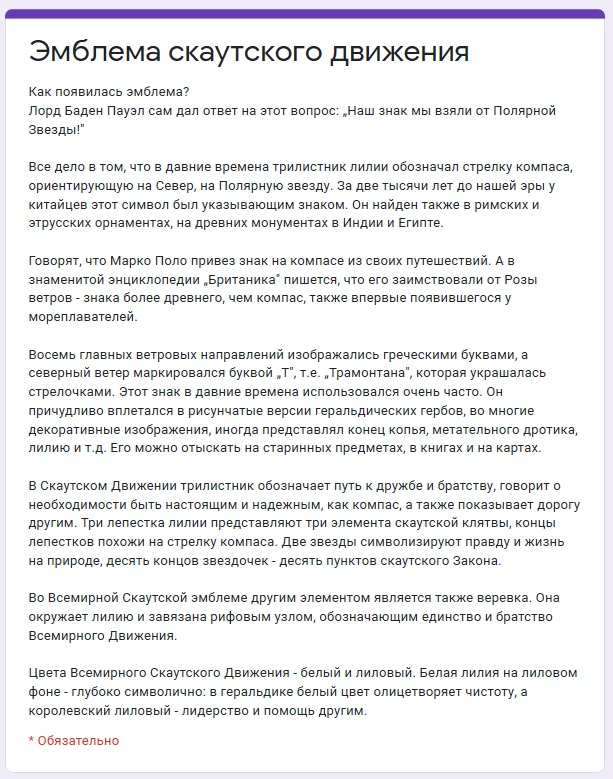 Эмблема скаутского движения
Как появилась эмблема?
Лорд Баден Пауэл сам дал ответ на этот вопрос: „Наш знак мы взяли от Полярной
Звезды!"
Все дело в том, что в давние времена трилистник лилии обозначал стрелку компаса,
ориентирующую на Север, на Полярную звезду. За две тысячи лет до нашей эры у
китайцев этот символ был указывающим знаком. Он найден также в римских и
этрусских орнаментах, на древних монументах в Индии и Египте.
Говорят, что Марко Поло привез знак на компасе из своих путешествий. А в
знаменитой энциклопедии „Британика" пишется, что его заимствовали от Розы
ветров - знака более древнего, чем компас, также впервые появившегося у
мореплавателей.
Восемь главных ветровых направлений изображались греческими буквами, а
северный ветер маркировался буквой „Т", т.е. „Трамонтана", которая украшалась
стрелочками. Этот знак в давние времена использовался очень часто. Он
причудливо вплетался в рисунчатые версии геральдических гербов, во многие
декоративные изображения, иногда представлял конец копья, метательного дротика,
лилию и т.д. Его можно отыскать на старинных предметах, в книгах и на картах.
В Скаутском Движении трилистник обозначает путь к дружбе и братству, говорит о
необходимости быть настоящим и надежным, как компас, а также показывает дорогу
другим. Три лепестка лилии представляют три элемента скаутской клятвы, концы
лепестков похожи на стрелку компаса. Две звезды символизируют правду и жизнь
на природе, десять концов звездочек - десять пунктов скаутского Закона.
Во Всемирной Скаутской эмблеме другим элементом является также веревка. Она
окружает лилию и завязана рифовым узлом, обозначающим единство и братство
Всемирного Движения.
Цвета Всемирного Скаутского Движения - белый и лиловый. Белая лилия на лиловом
фоне - глубоко символично: в геральдике белый цвет олицетворяет чистоту, а
королевский лиловый - лидерство и помощь другим.
* Обязательно